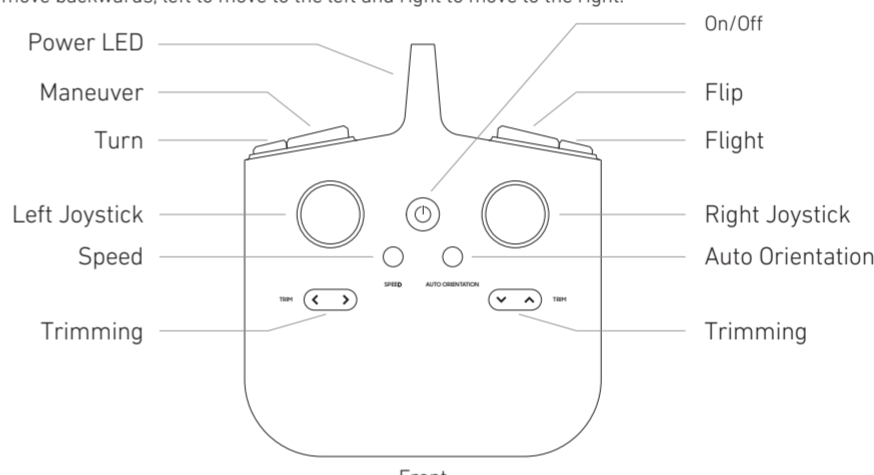 move backwards, left to move to the left and right to move to the right.
On/Off
Power LED
Maneuver
Flip
Turn
Flight
Left Joystick
Right Joystick
Speed
Auto Orientation
SPEED
AUTO ORIENTATION
TRIM
TRIM
Trimming
Trimming
Front